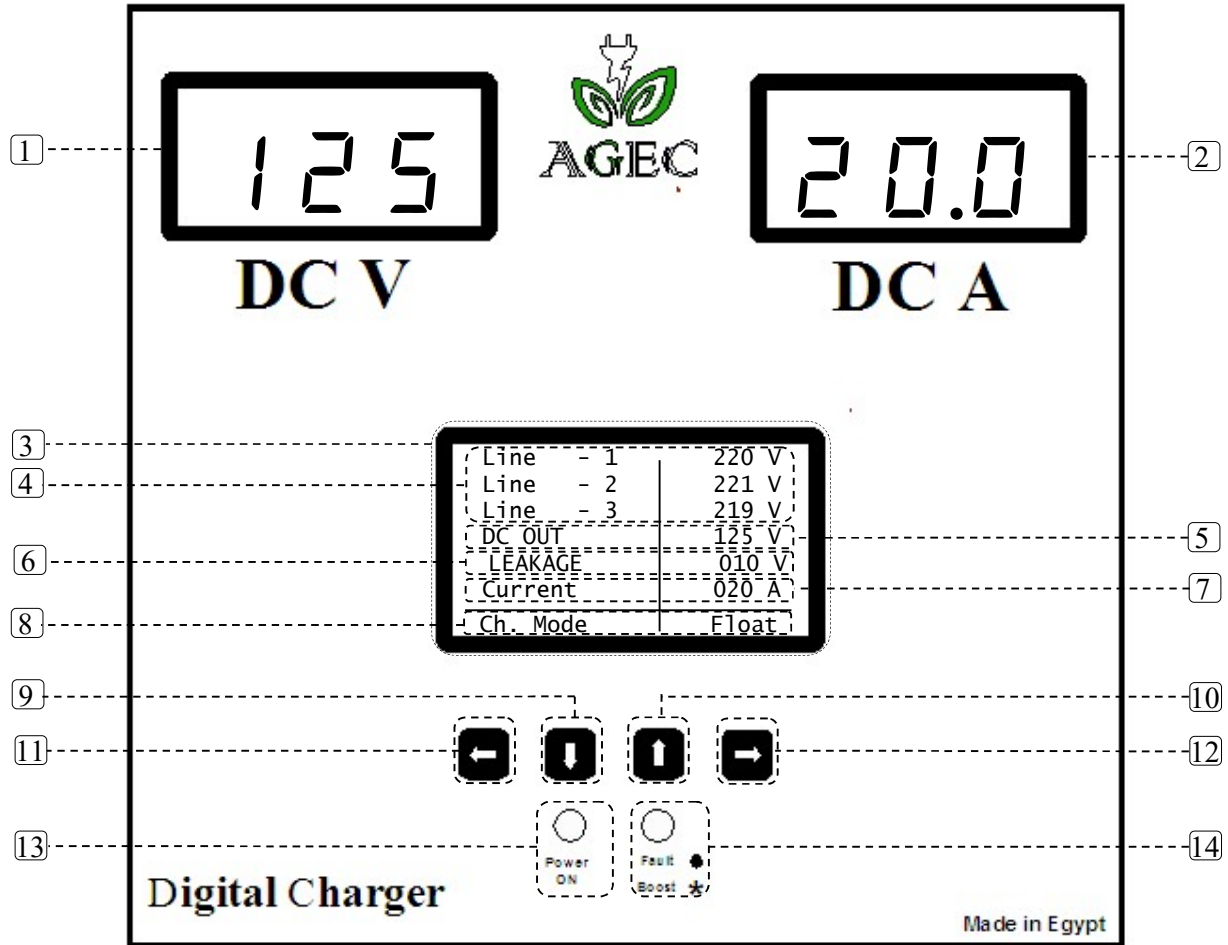 1
125
AGEC
20.0
2
DC V
DC A
3
4
Line - 1 220 V
Line - 2 221 V
Line - 3 219 V
DC OUT 125 V
5
6
LEAKAGE 010 V
Current 020 A
7
8
Ch. Mode Float
9
10
11
12
13
Power
ON
Fault
Boost *
14
Digital Charger
Made in Egypt